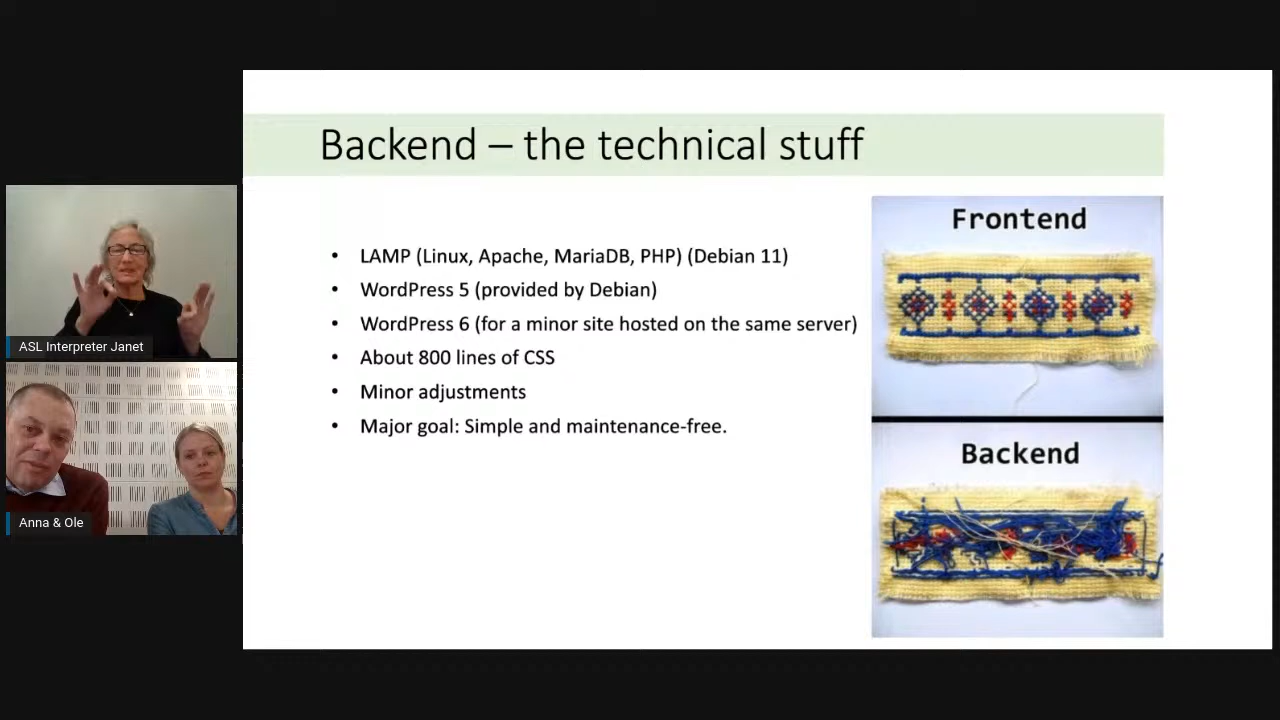 Backend – the technical stuff
• LAMP (Linux, Apache, MariaDB, PHP) (Debian 11)
• WordPress 5 (provided by Debian)
• WordPress 6 (for a minor site hosted on the same server)
• About 800 lines of CSS
• Minor adjustments
• Major goal: Simple and maintenance-free.
Frontend
Backend
ASL Interpreter Janet
Anna & Ole